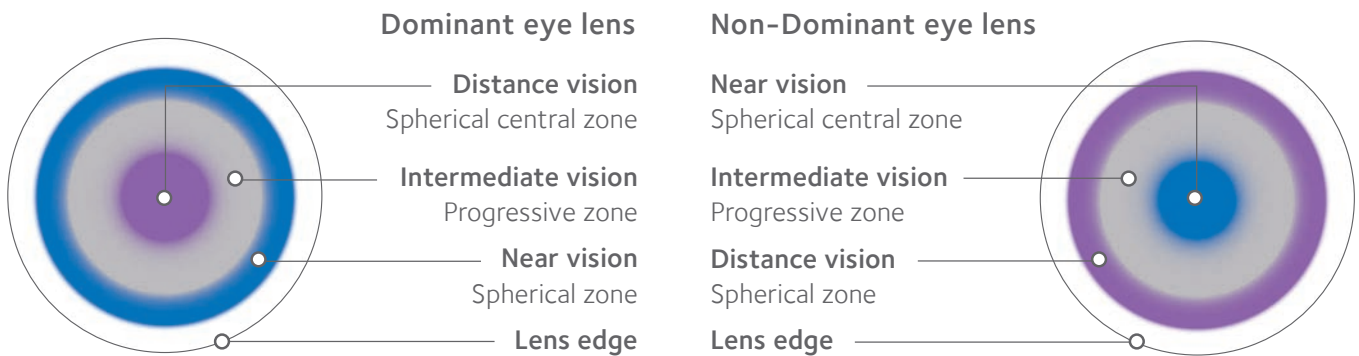 Dominant eye lens
Distance vision
Spherical central zone
Intermediate vision
Progressive zone
Near vision
Spherical zone
Lens edge
Non-Dominant eye lens
Near vision
Spherical central zone
Intermediate vision
Progressive zone
Distance vision
Spherical zone
Lens edge